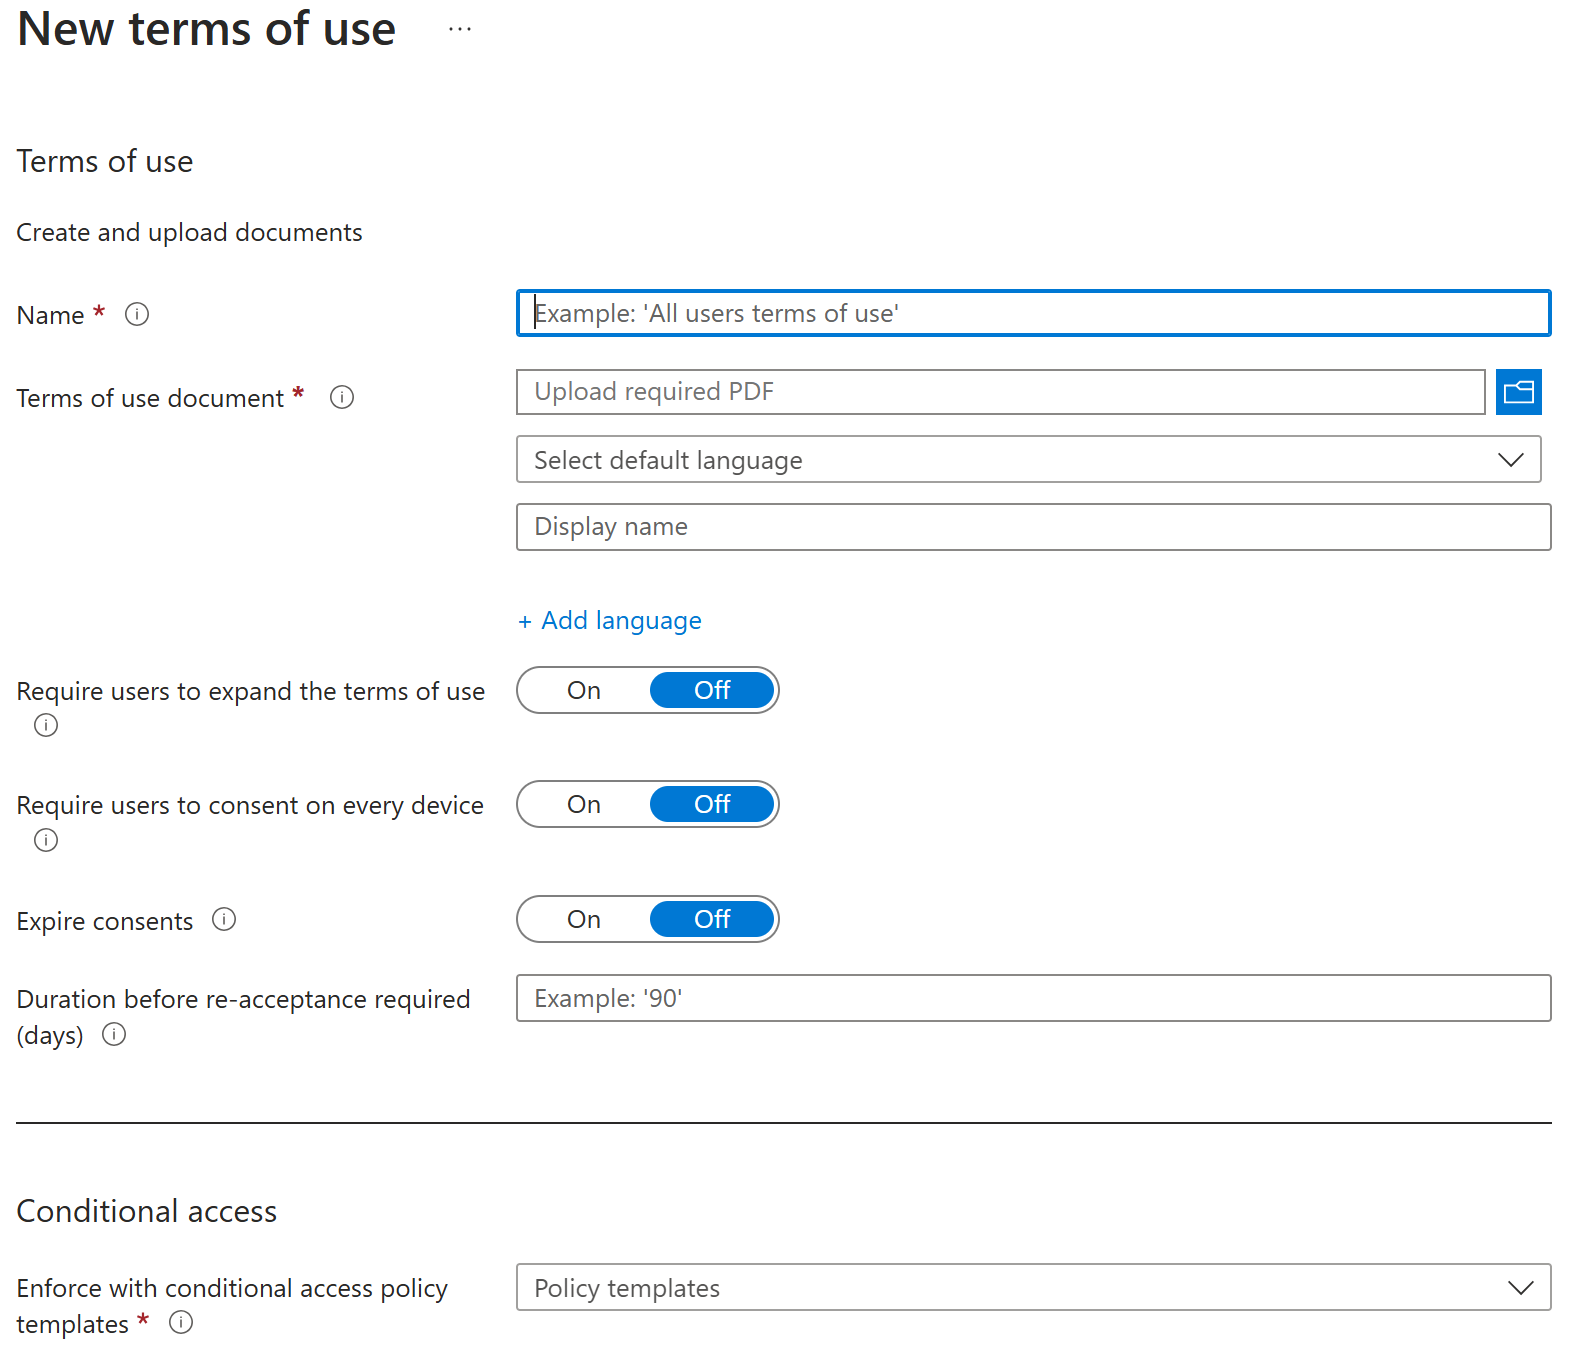 New terms of use ...
Terms of use
Create and upload documents
Name *
Example: 'All users terms of use'
Terms of use document *
Upload required PDF
Select default language
Display name
+ Add language
Require users to expand the terms of use
On Off
Require users to consent on every device
On Off
Expire consents
On Off
Duration before re-acceptance required
(days)
Example: '90'
Conditional access
Enforce with conditional access policy
templates *
Policy templates